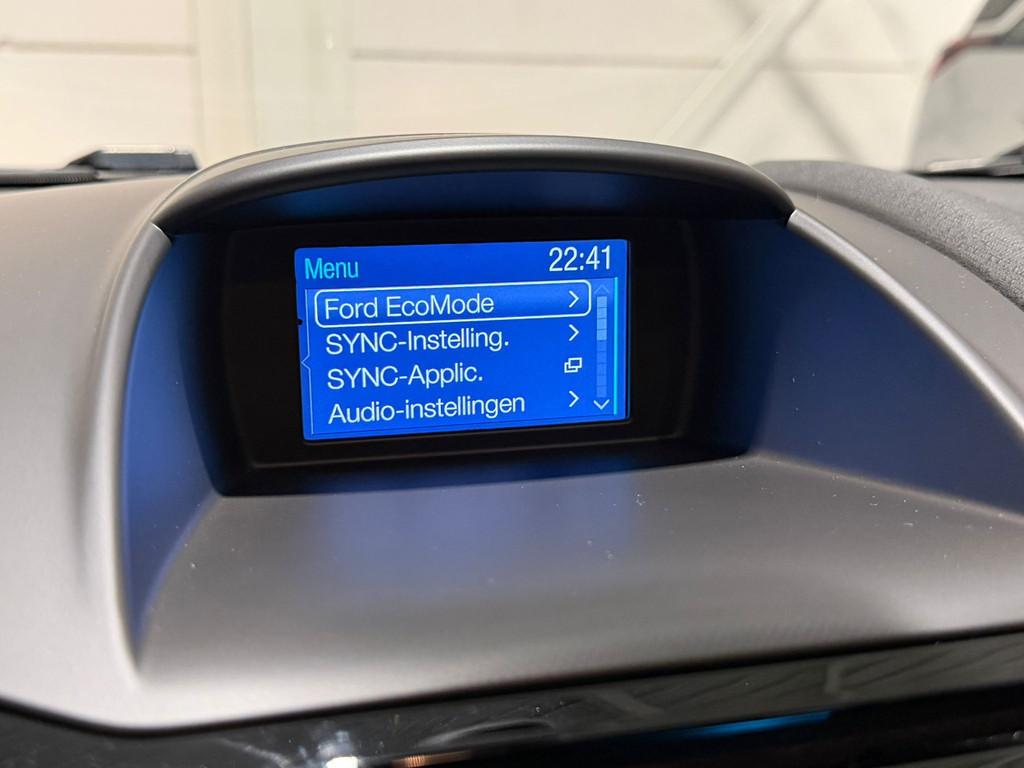 Menu 22:41
Ford EcoMode
SYNC-Instelling.
SYNC-Applic.
Audio-instellingen